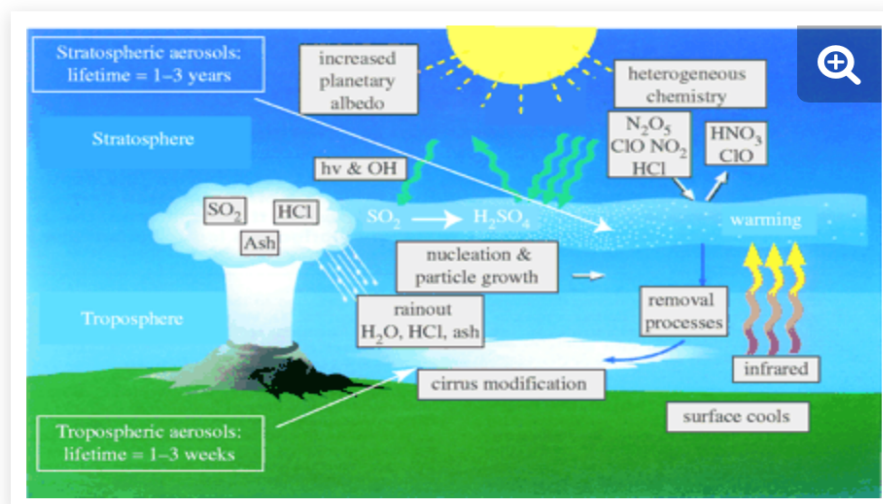 Stratospheric aerosols:
lifetime = 1–3 years
increased
planetary
albedo
heterogeneous
chemistry
Stratosphere
N₂O₅
ClO NO₂
HCl
HNO₃
ClO
hv & OH
SO₂
HCl
Ash
SO₂
H₂SO₄
warming
nucleation &
particle growth
Troposphere
rainout
H₂O, HCl, ash
removal
processes
infrared
cirrus modification
surface cools
Tropospheric aerosols:
lifetime = 1–3 weeks